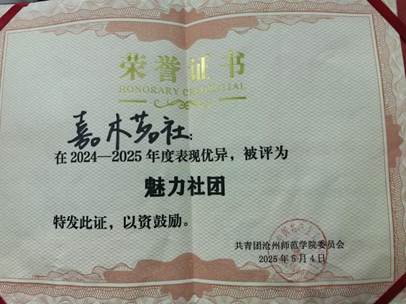 荣誉证书
HONORARY CREDENTIAL
嘉木茗社:
在2024—2025年度表现优异，被评为
魅力社团
特发此证，以资鼓励。
共青团沧州师范学院委员会
2025年5月4日